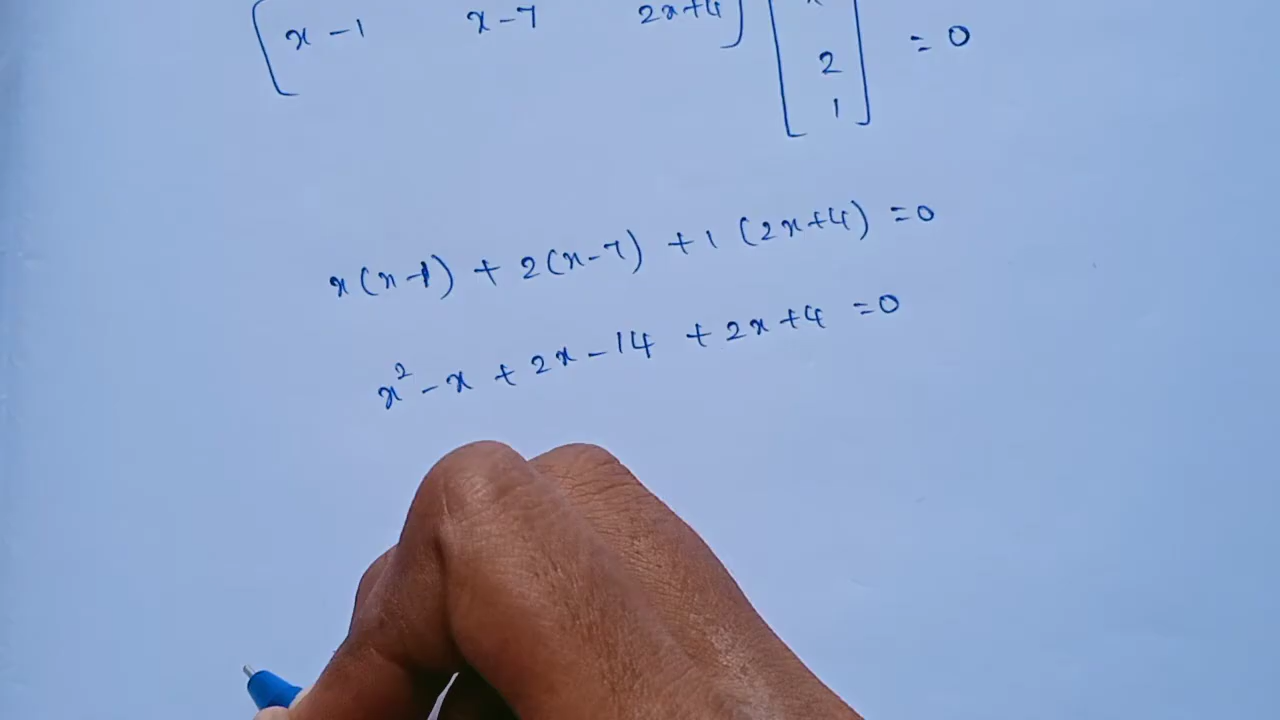 [x-1 x-7 2x+4] [x 2 1] = 0
x(x-1) + 2(x-7) + 1(2x+4) = 0
x² - x + 2x - 14 + 2x + 4 = 0